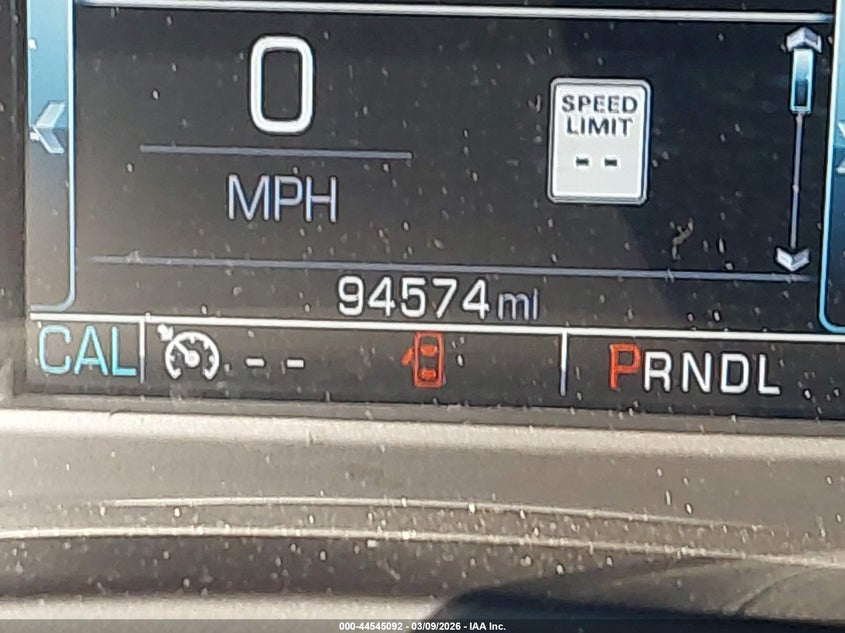 0
SPEED
LIMIT
--
MPH
94574 mi
CAL -- PRNDL
000-44545092 - 03/09/2026 - IAA Inc.